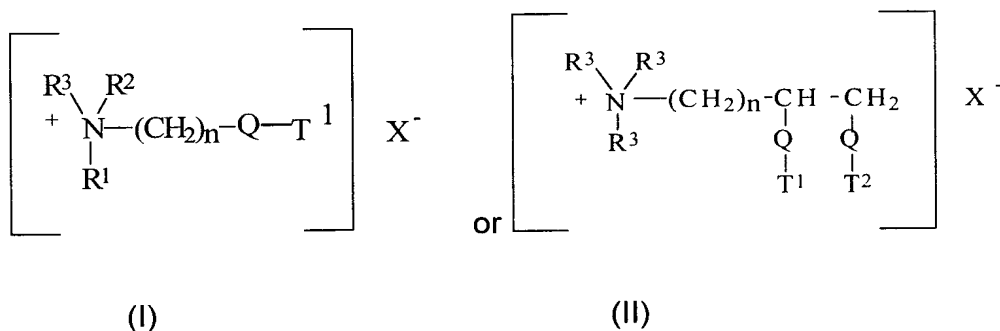 R³ R² R³ R³
+ N—(CH2)n—Q—T 1 X⁻ + N—(CH2)n—CH -CH2 X⁻
R¹ R³ Q Q
T¹ T²
or
(I) (II)